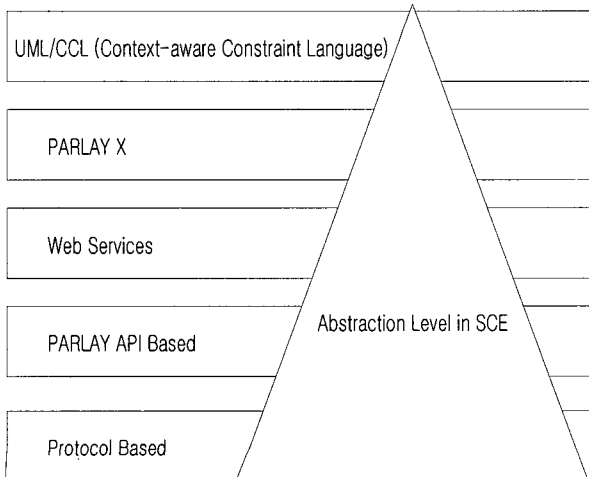 UML/CCL (Context-aware Constraint Language)
PARLAY X
Web Services
Abstraction Level in SCE
PARLAY API Based
Protocol Based